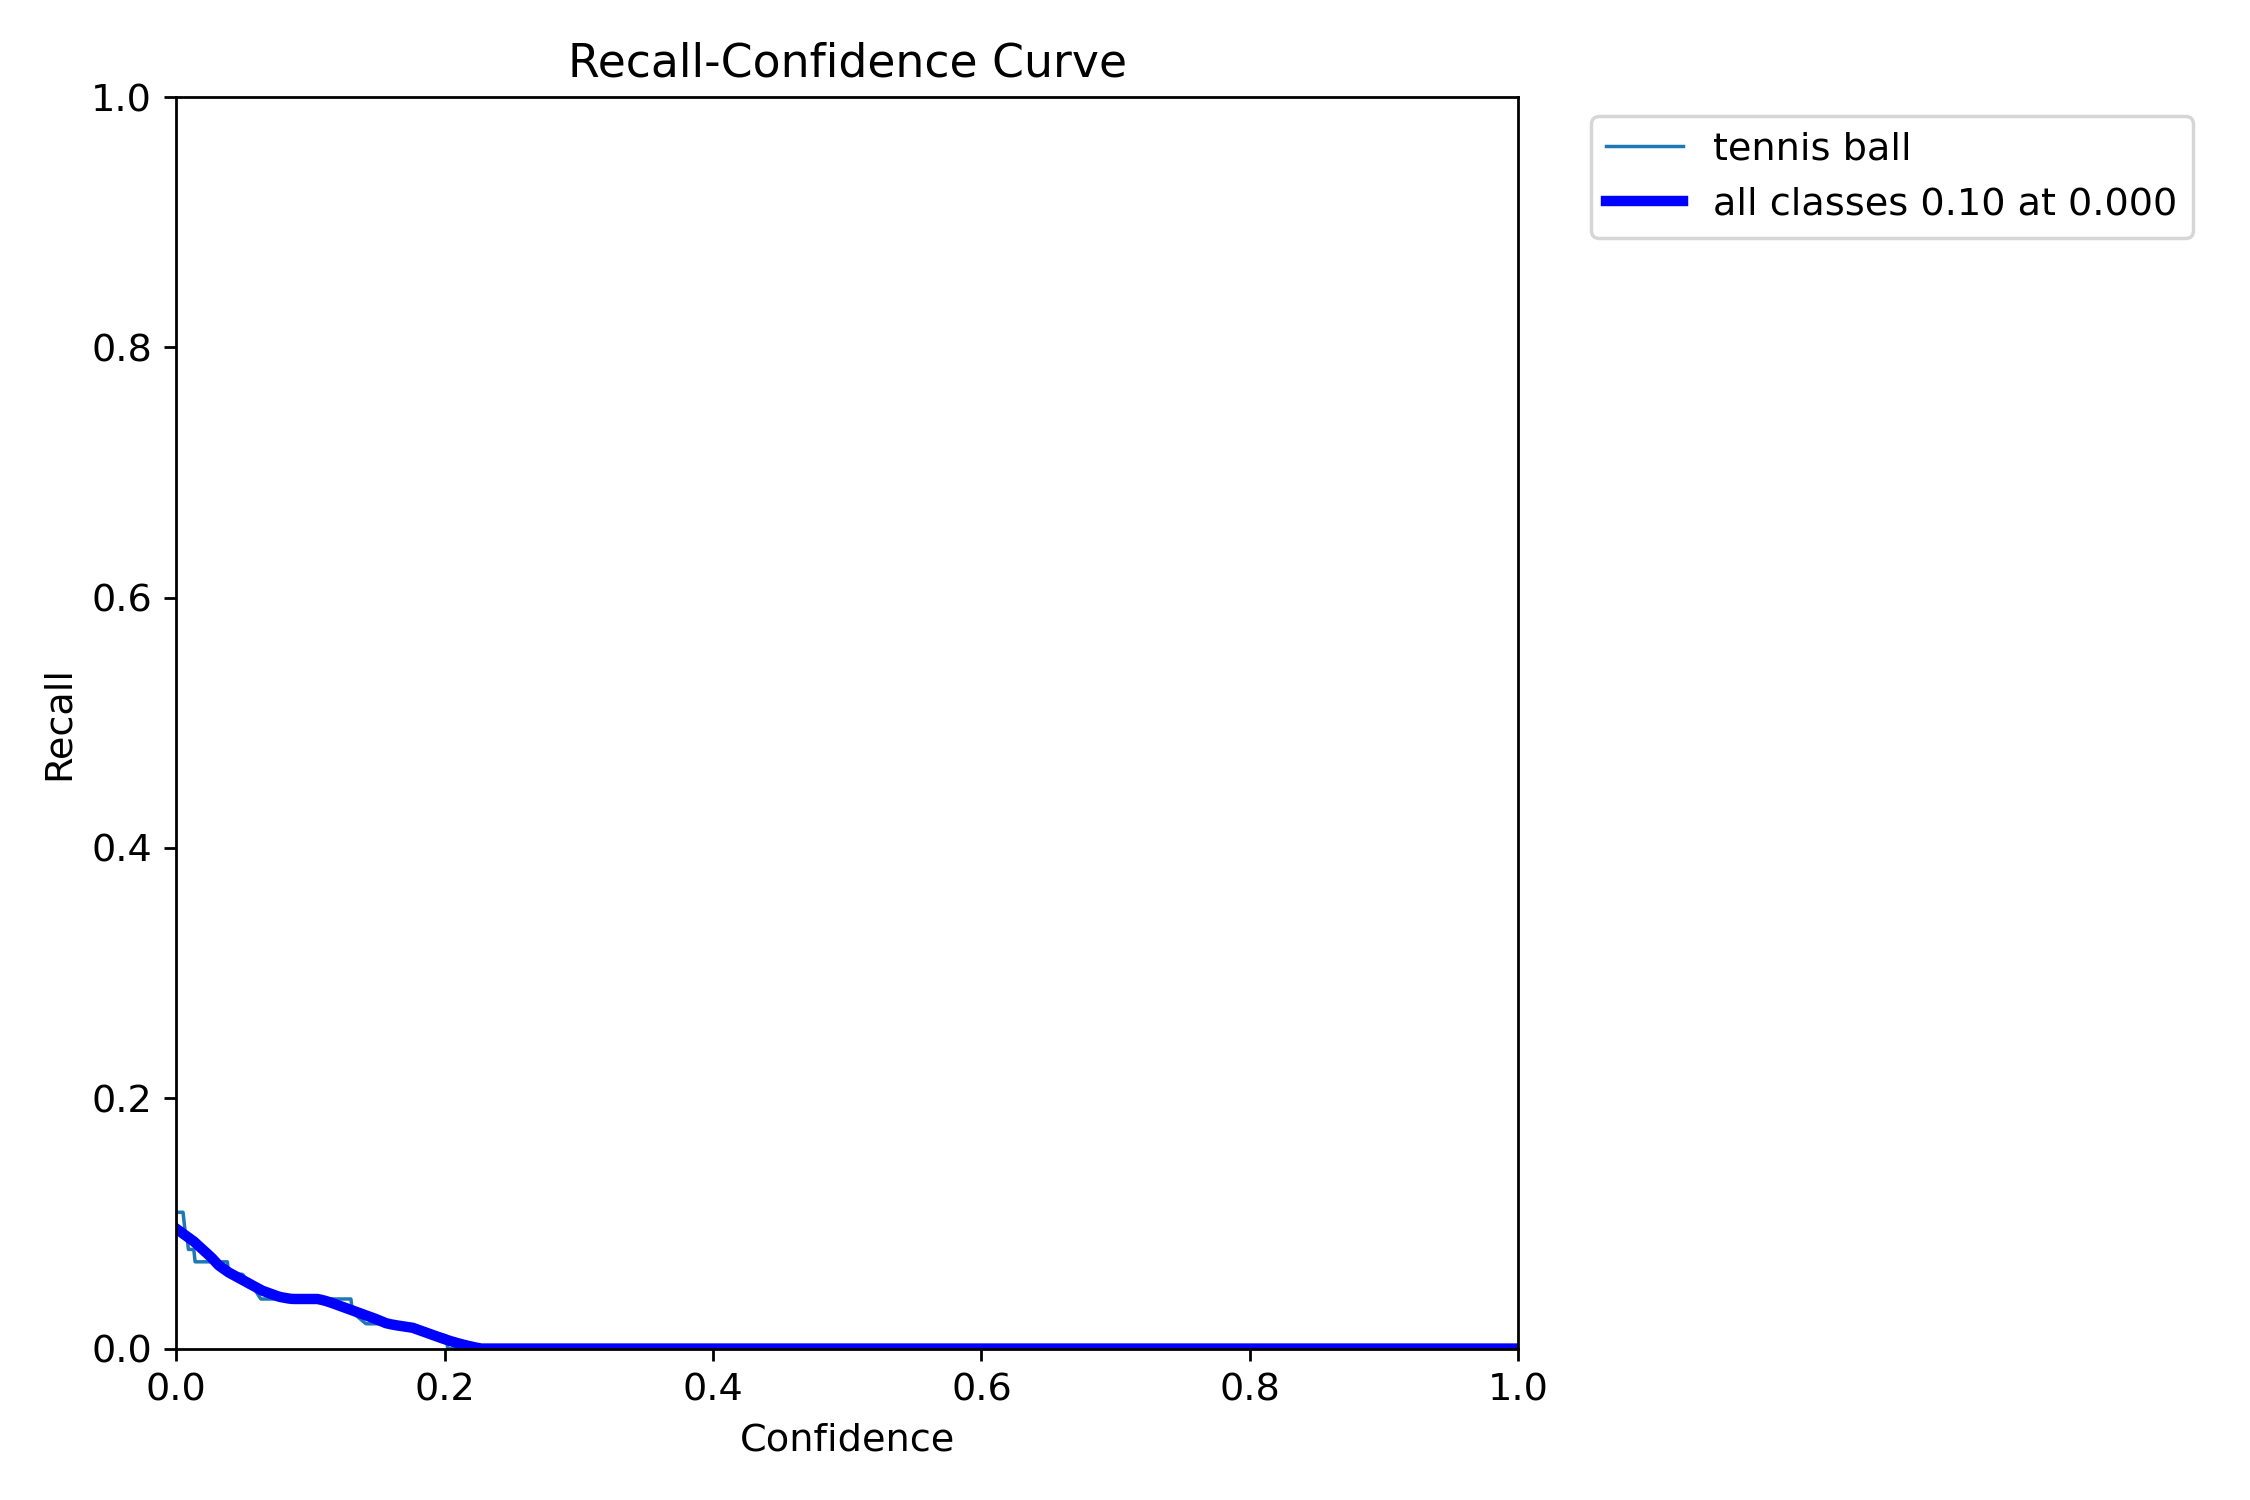 Recall-Confidence Curve
1.0
0.8
0.6
0.4
0.2
0.0
Recall
0.0 0.2 0.4 0.6 0.8 1.0
Confidence
tennis ball
all classes 0.10 at 0.000